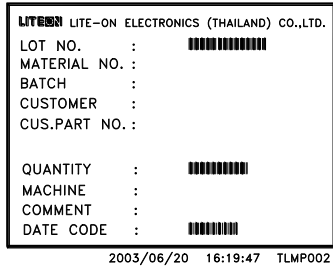 LITEON LITE-ON ELECTRONICS (THAILAND) CO.,LTD.
LOT NO. :
MATERIAL NO. :
BATCH :
CUSTOMER :
CUS.PART NO. :
QUANTITY :
MACHINE :
COMMENT :
DATE CODE :
2003/06/20 16:19:47 TLMP002